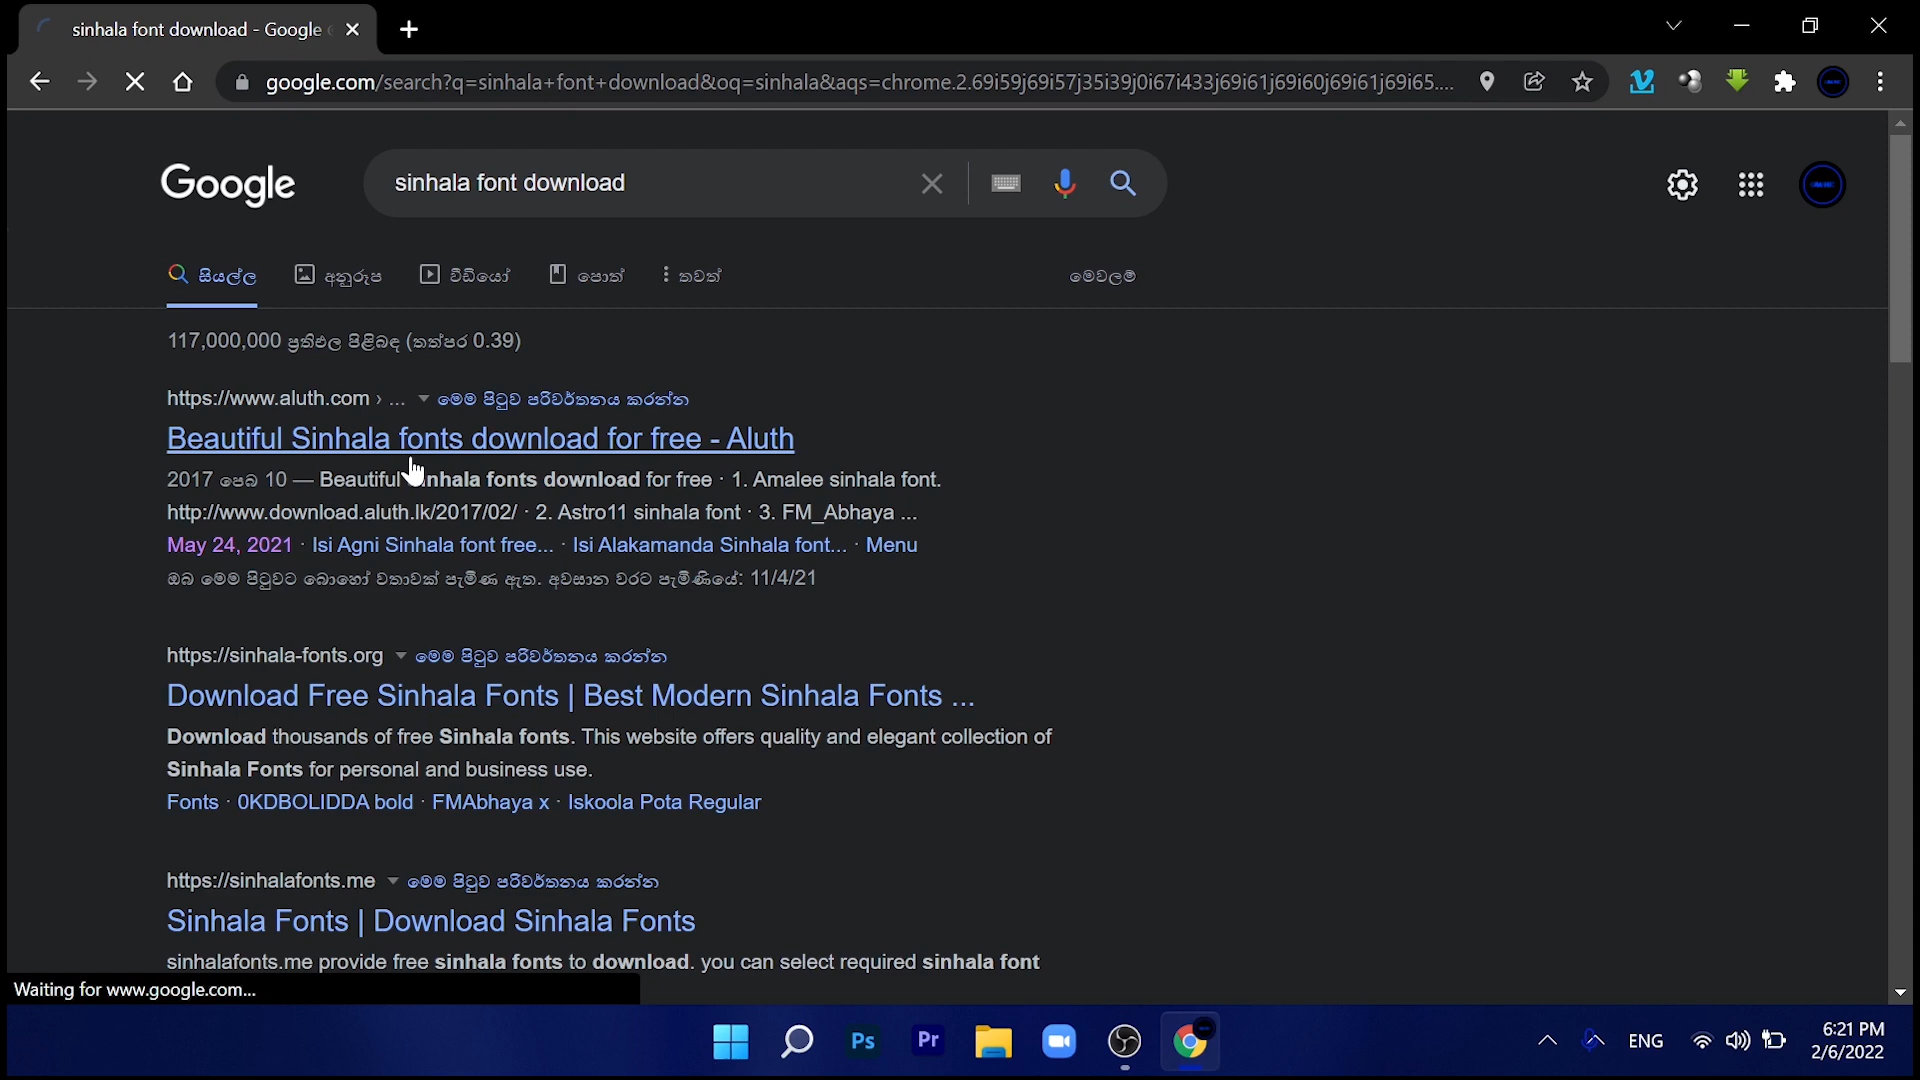 sinhala font download - Google
google.com/search?q=sinhala+font+download&oq=sinhala&aqs=chrome.2.69i59j69i57j35i39j0i67i433j69i61j69i60j69i61j69i65....
Google
sinhala font download
සියල්ල අනුරූප වීඩියෝ පොත් තවත් මෙවලම්
117,000,000 ප්‍රතිඵල පිළිබඳ (තත්පර 0.39)
https://www.aluth.com › ... මෙම පිටුව පරිවර්තනය කරන්න
Beautiful Sinhala fonts download for free - Aluth
2017 පෙබ 10 — Beautiful nhala fonts download for free · 1. Amalee sinhala font.
http://www.download.aluth.lk/2017/02/ · 2. Astro11 sinhala font · 3. FM_Abhaya ...
May 24, 2021 · Isi Agni Sinhala font free... · Isi Alakamanda Sinhala font... · Menu
ඔබ මෙම පිටුවට බොහෝ වතාවක් පැමිණ ඇත. අවසාන වරට පැමිණියේ: 11/4/21
https://sinhala-fonts.org මෙම පිටුව පරිවර්තනය කරන්න
Download Free Sinhala Fonts | Best Modern Sinhala Fonts ...
Download thousands of free Sinhala fonts. This website offers quality and elegant collection of
Sinhala Fonts for personal and business use.
Fonts · 0KDBOLIDDA bold · FMAbhaya x · Iskoola Pota Regular
https://sinhalafonts.me මෙම පිටුව පරිවර්තනය කරන්න
Sinhala Fonts | Download Sinhala Fonts
sinhalafonts.me provide free sinhala fonts to download. you can select required sinhala font
Waiting for www.google.com...
Ps Pr ENG 6:21 PM
2/6/2022